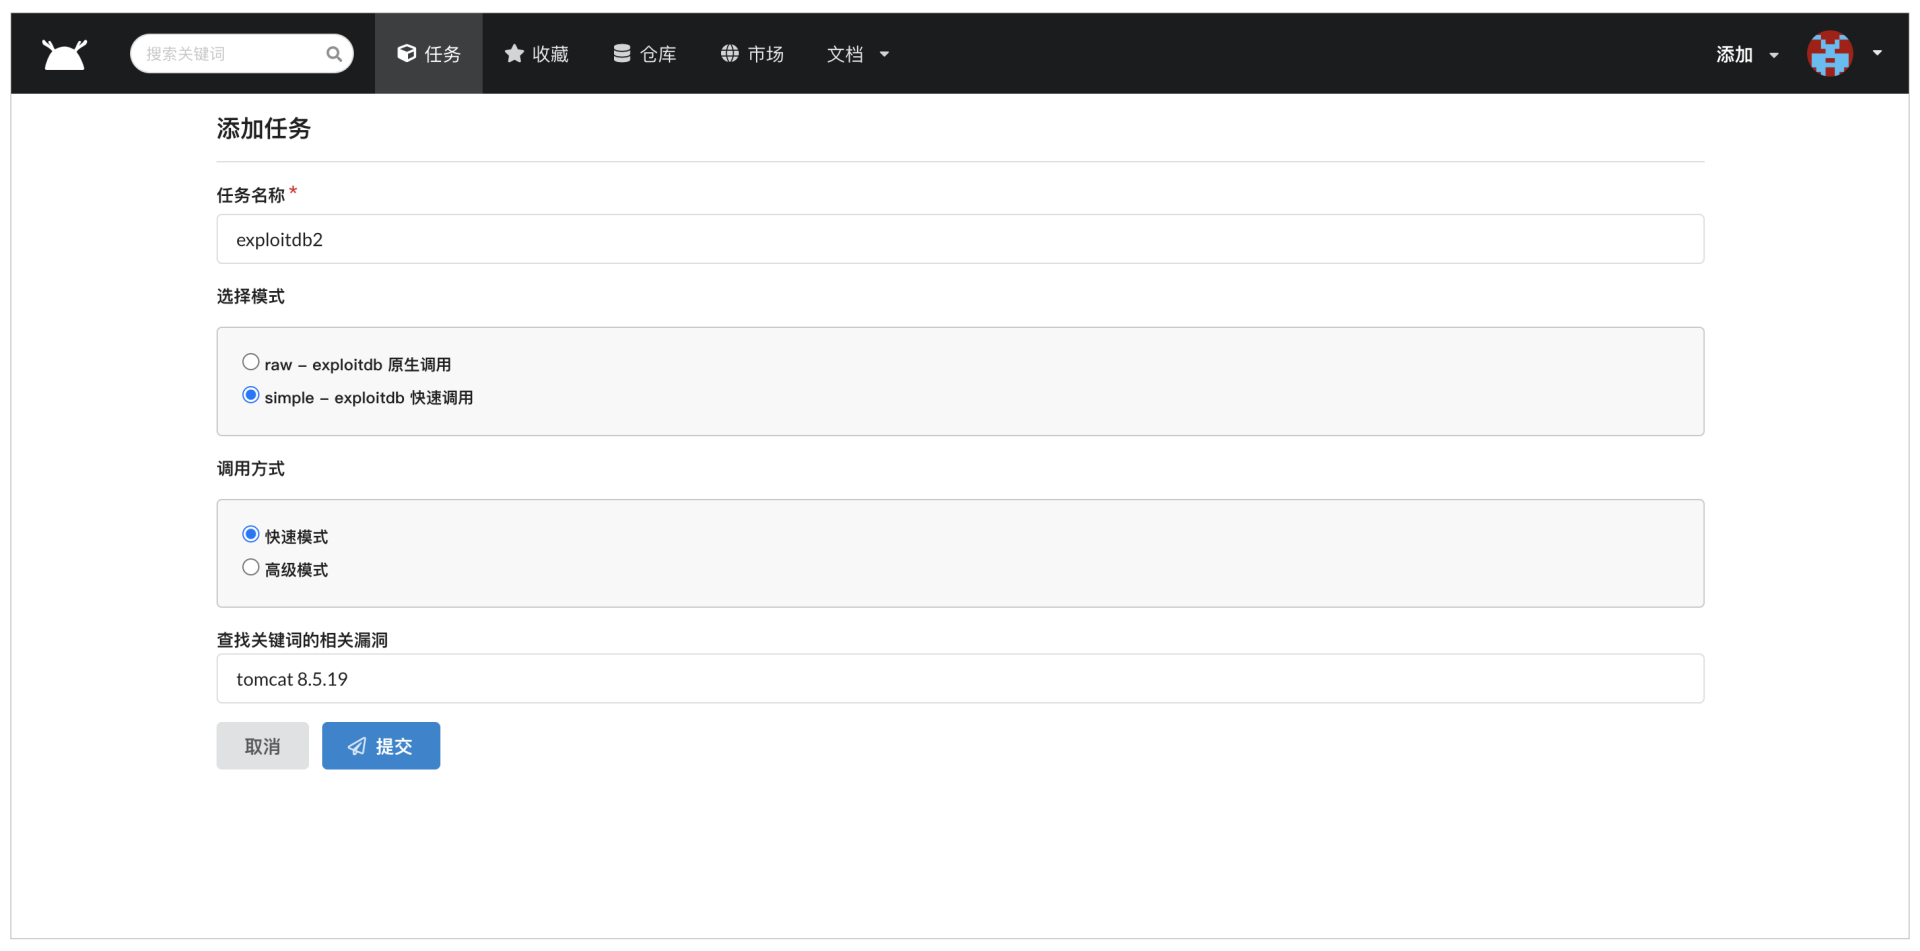 搜索关键词 任务 收藏 仓库 市场 文档 添加
添加任务
任务名称*
exploitdb2
选择模式
raw – exploitdb 原生调用
simple – exploitdb 快速调用
调用方式
快速模式
高级模式
查找关键词的相关漏洞
tomcat 8.5.19
取消 提交